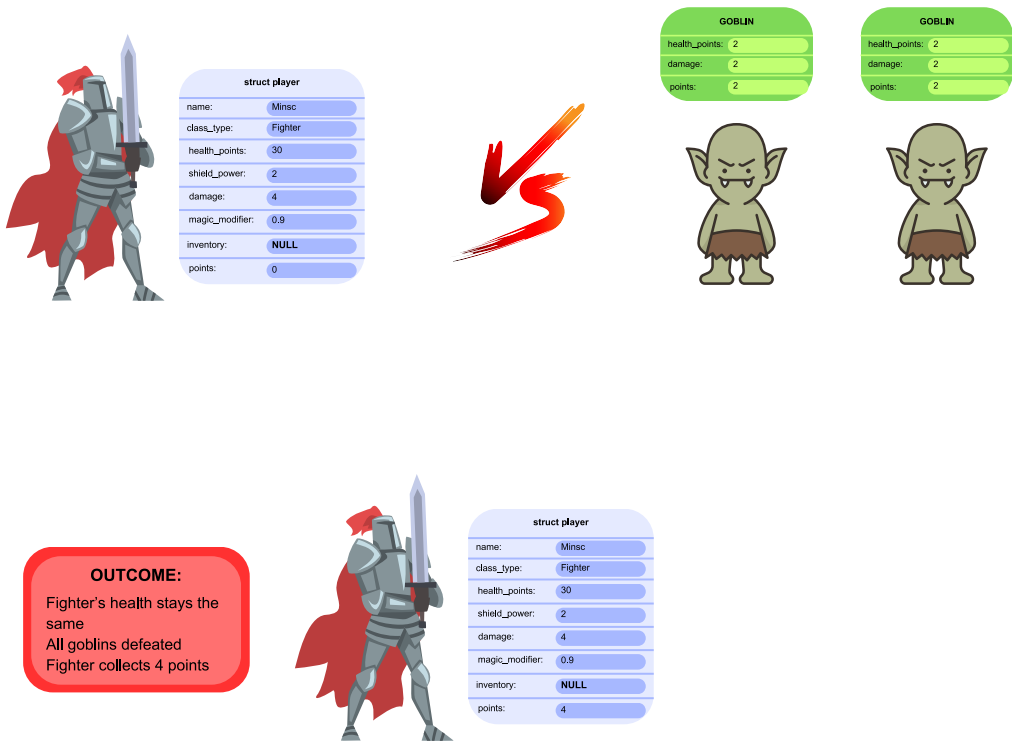 struct player
name: Minsc
class_type: Fighter
health_points: 30
shield_power: 2
damage: 4
magic_modifier: 0.9
inventory: NULL
points: 0
VS
GOBLIN
health_points: 2
damage: 2
points: 2
GOBLIN
health_points: 2
damage: 2
points: 2
OUTCOME:
Fighter's health stays the
same
All goblins defeated
Fighter collects 4 points
struct player
name: Minsc
class_type: Fighter
health_points: 30
shield_power: 2
damage: 4
magic_modifier: 0.9
inventory: NULL
points: 4